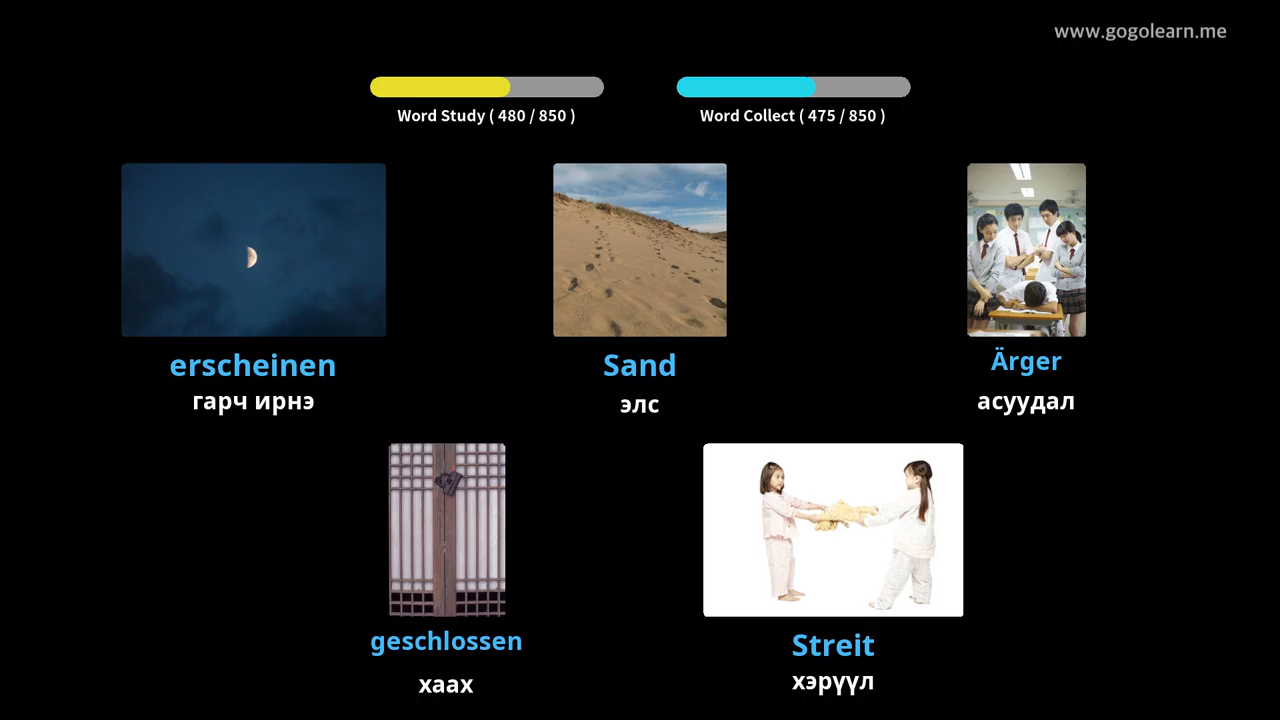 www.gogolearn.me
Word Study ( 480 / 850 )
Word Collect ( 475 / 850 )
erscheinen
гарч ирнэ
Sand
элс
Ärger
асуудал
geschlossen
хаах
Streit
хэрүүл